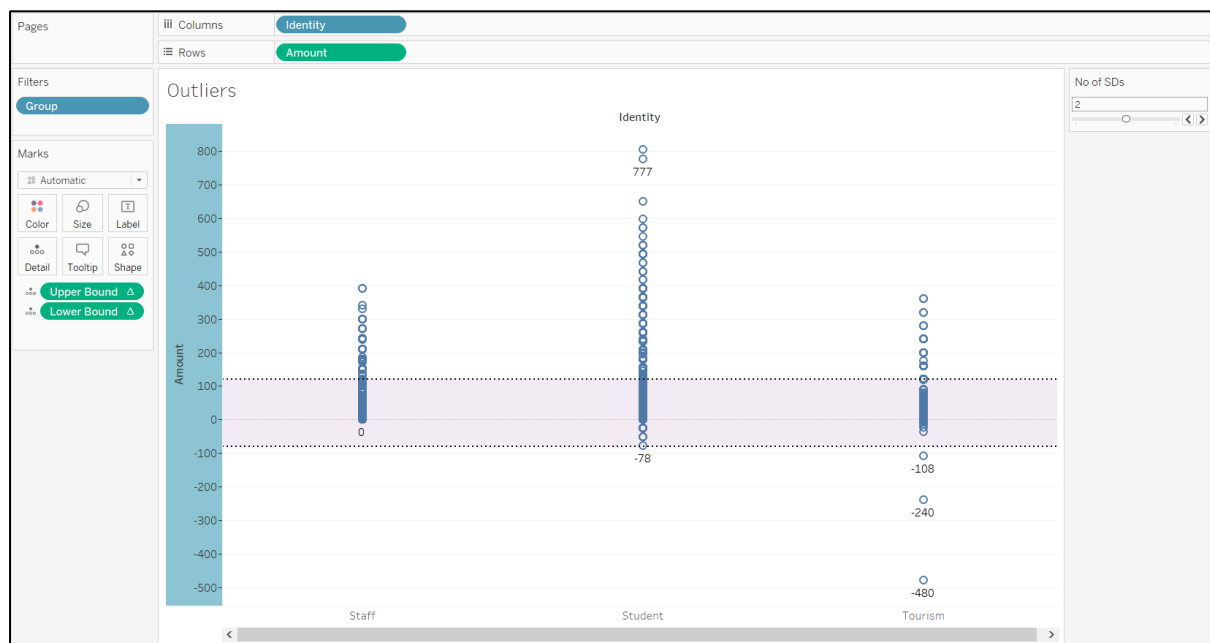 Pages
Columns
Identity
Rows
Amount
Filters
Group
Marks
Automatic
Color
Size
Label
Detail
Tooltip
Shape
Upper Bound Δ
Lower Bound Δ
Outliers
Identity
Amount
800
700
600
500
400
300
200
100
0
-100
-200
-300
-400
-500
0
777
-78
-108
-240
-480
Staff
Student
Tourism
No of SDs
2